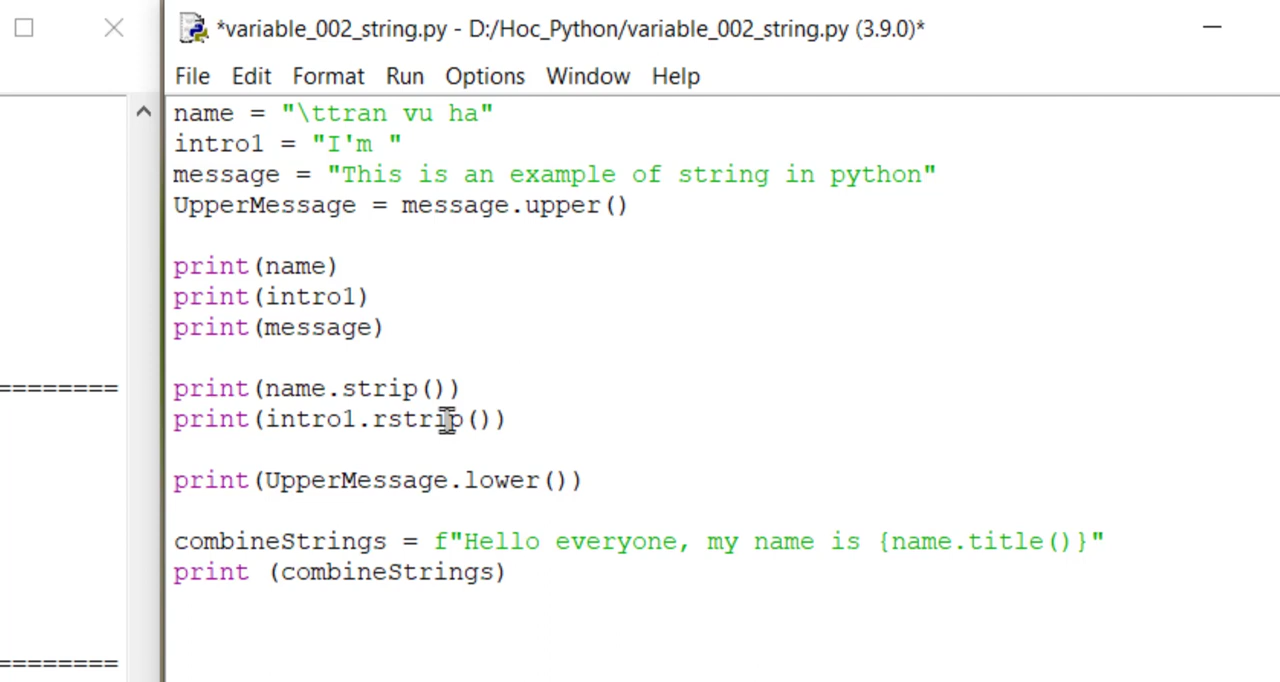 *variable_002_string.py - D:/Hoc_Python/variable_002_string.py (3.9.0)*
File Edit Format Run Options Window Help
name = "\ttran vu ha"
intro1 = "I'm "
message = "This is an example of string in python"
UpperMessage = message.upper()
print(name)
print(intro1)
print(message)
========
print(name.strip())
print(intro1.rstrip())
print(UpperMessage.lower())
combineStrings = f"Hello everyone, my name is {name.title()}"
print (combineStrings)
========